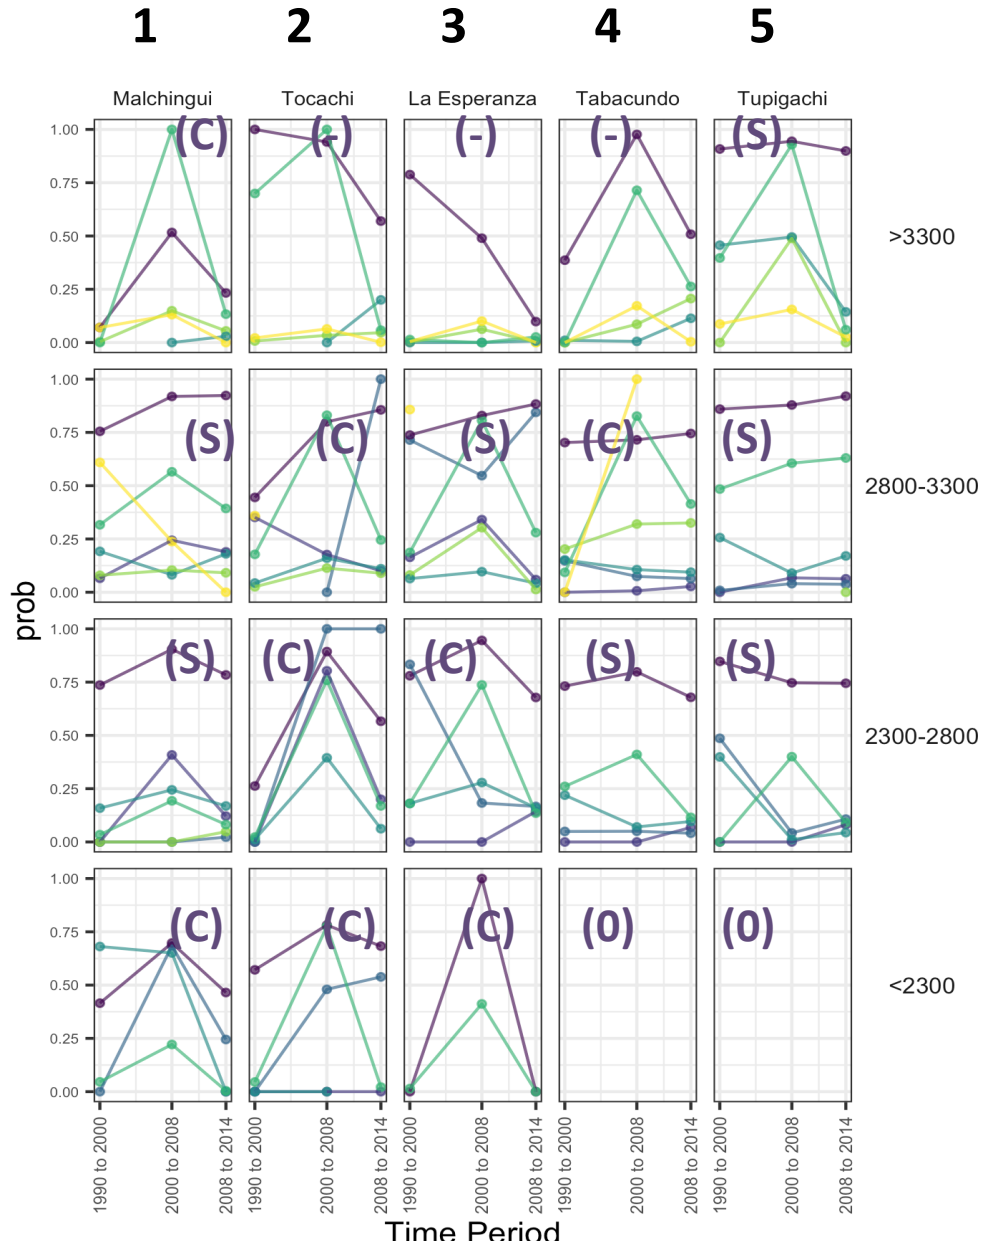 1 2 3 4 5
Malchingui Tocachi La Esperanza Tabacundo Tupigachi
1.00 (C) (-) (-) (-) (S)
0.75
0.50 >3300
0.25
0.00
1.00
0.75 (S) (C) (S) (C) (S)
0.50 2800-3300
0.25
0.00
prob
1.00 (S) (C) (C) (S) (S)
0.75
0.50 2300-2800
0.25
0.00
1.00
0.75 (C) (C) (C) (0) (0)
0.50 <2300
0.25
0.00
1990 to 2000 2000 to 2008 2008 to 2014 1990 to 2000 2000 to 2008 2008 to 2014 1990 to 2000 2000 to 2008 2008 to 2014 1990 to 2000 2000 to 2008 2008 to 2014 1990 to 2000 2000 to 2008 2008 to 2014
Time Period